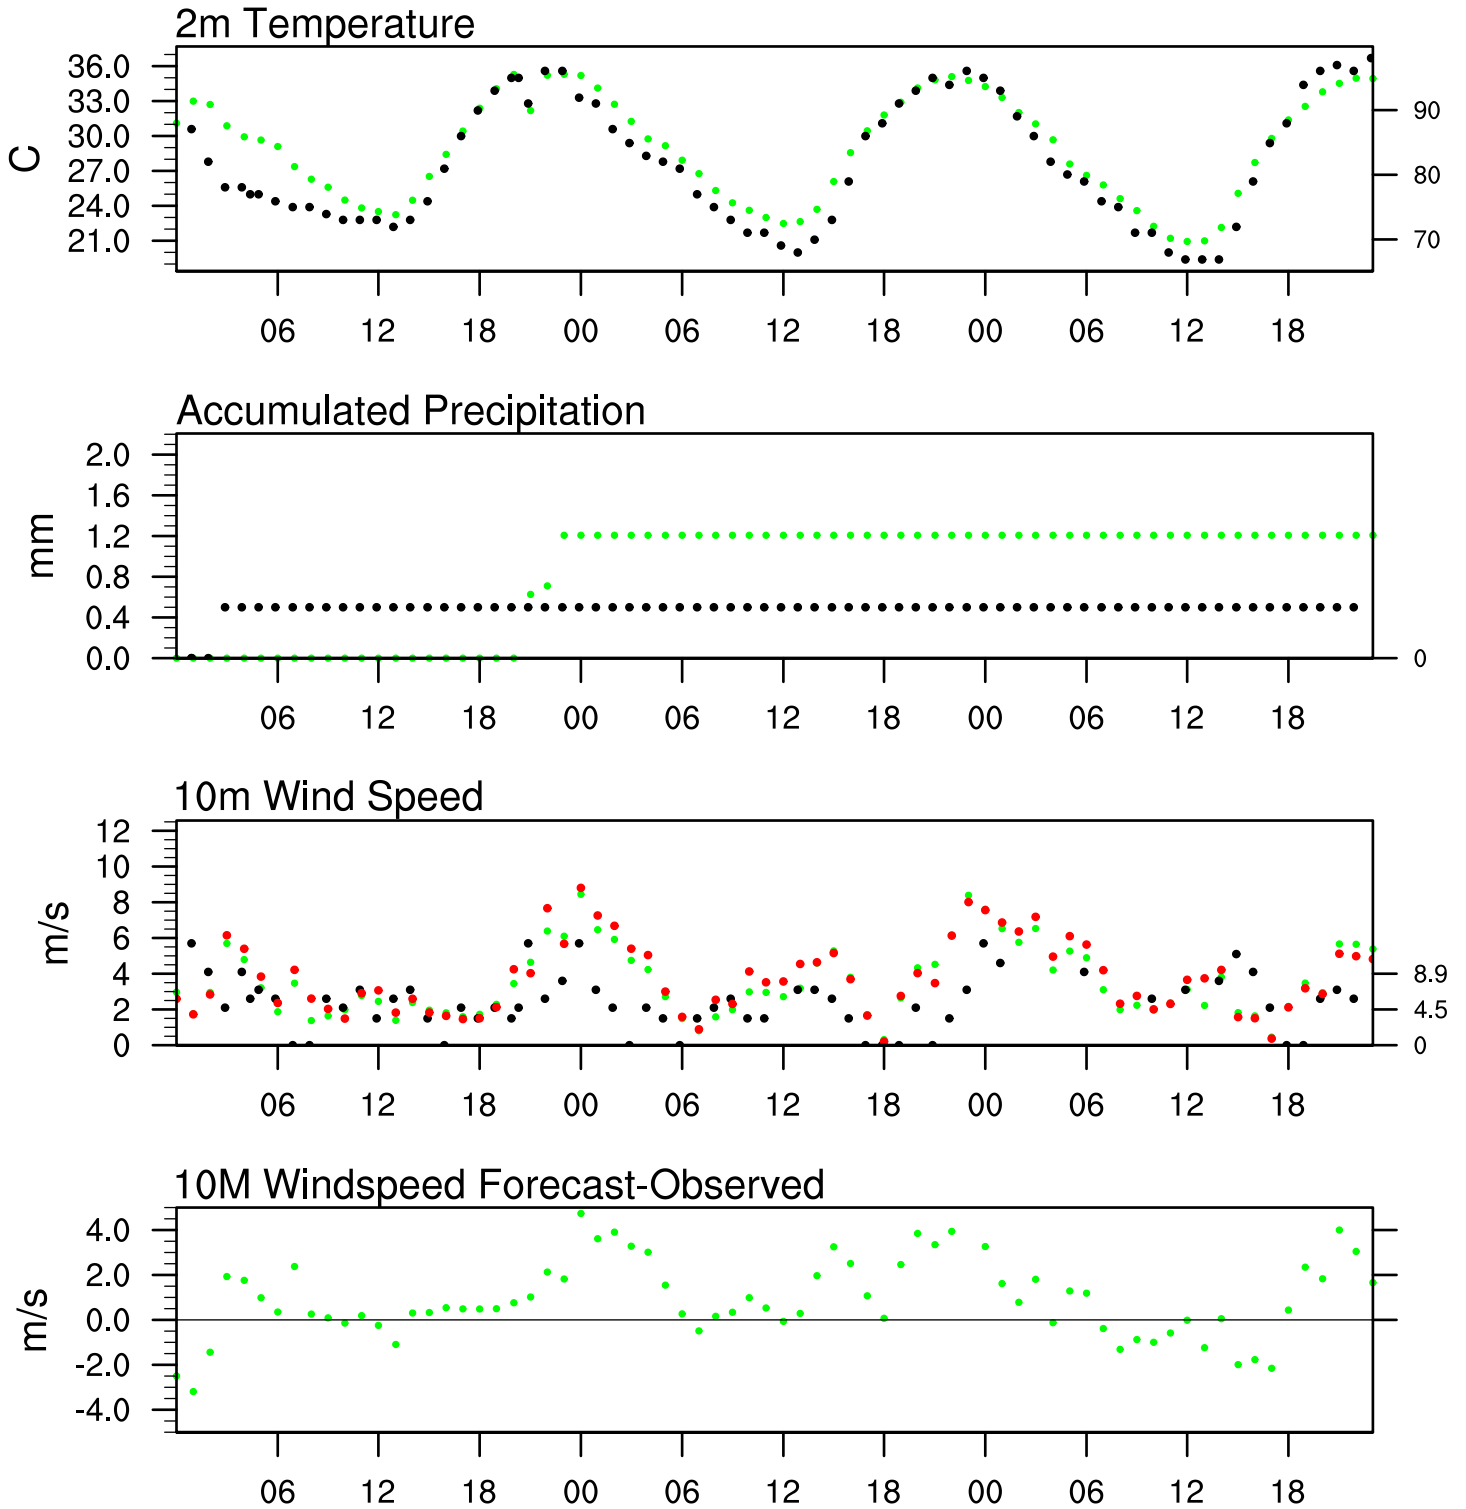 2m Temperature
36.0
33.0
30.0
27.0
24.0
21.0
C
90
80
70
06 12 18 00 06 12 18 00 06 12 18
Accumulated Precipitation
2.0
1.6
1.2
0.8
0.4
0.0
mm
0
06 12 18 00 06 12 18 00 06 12 18
10m Wind Speed
12
10
8
6
4
2
0
m/s
8.9
4.5
0
06 12 18 00 06 12 18 00 06 12 18
10M Windspeed Forecast-Observed
4.0
2.0
0.0
-2.0
-4.0
m/s
06 12 18 00 06 12 18 00 06 12 18